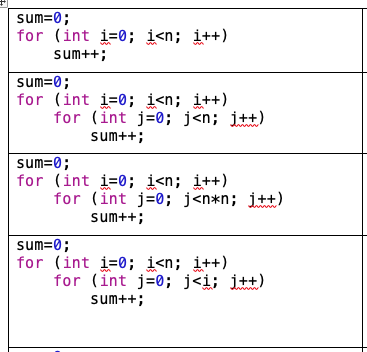 sum=0;
for (int i=0; i<n; i++)
sum++;
sum=0;
for (int i=0; i<n; i++)
for (int j=0; j<n; j++)
sum++;
sum=0;
for (int i=0; i<n; i++)
for (int j=0; j<n*n; j++)
sum++;
sum=0;
for (int i=0; i<n; i++)
for (int j=0; j<i; j++)
sum++;